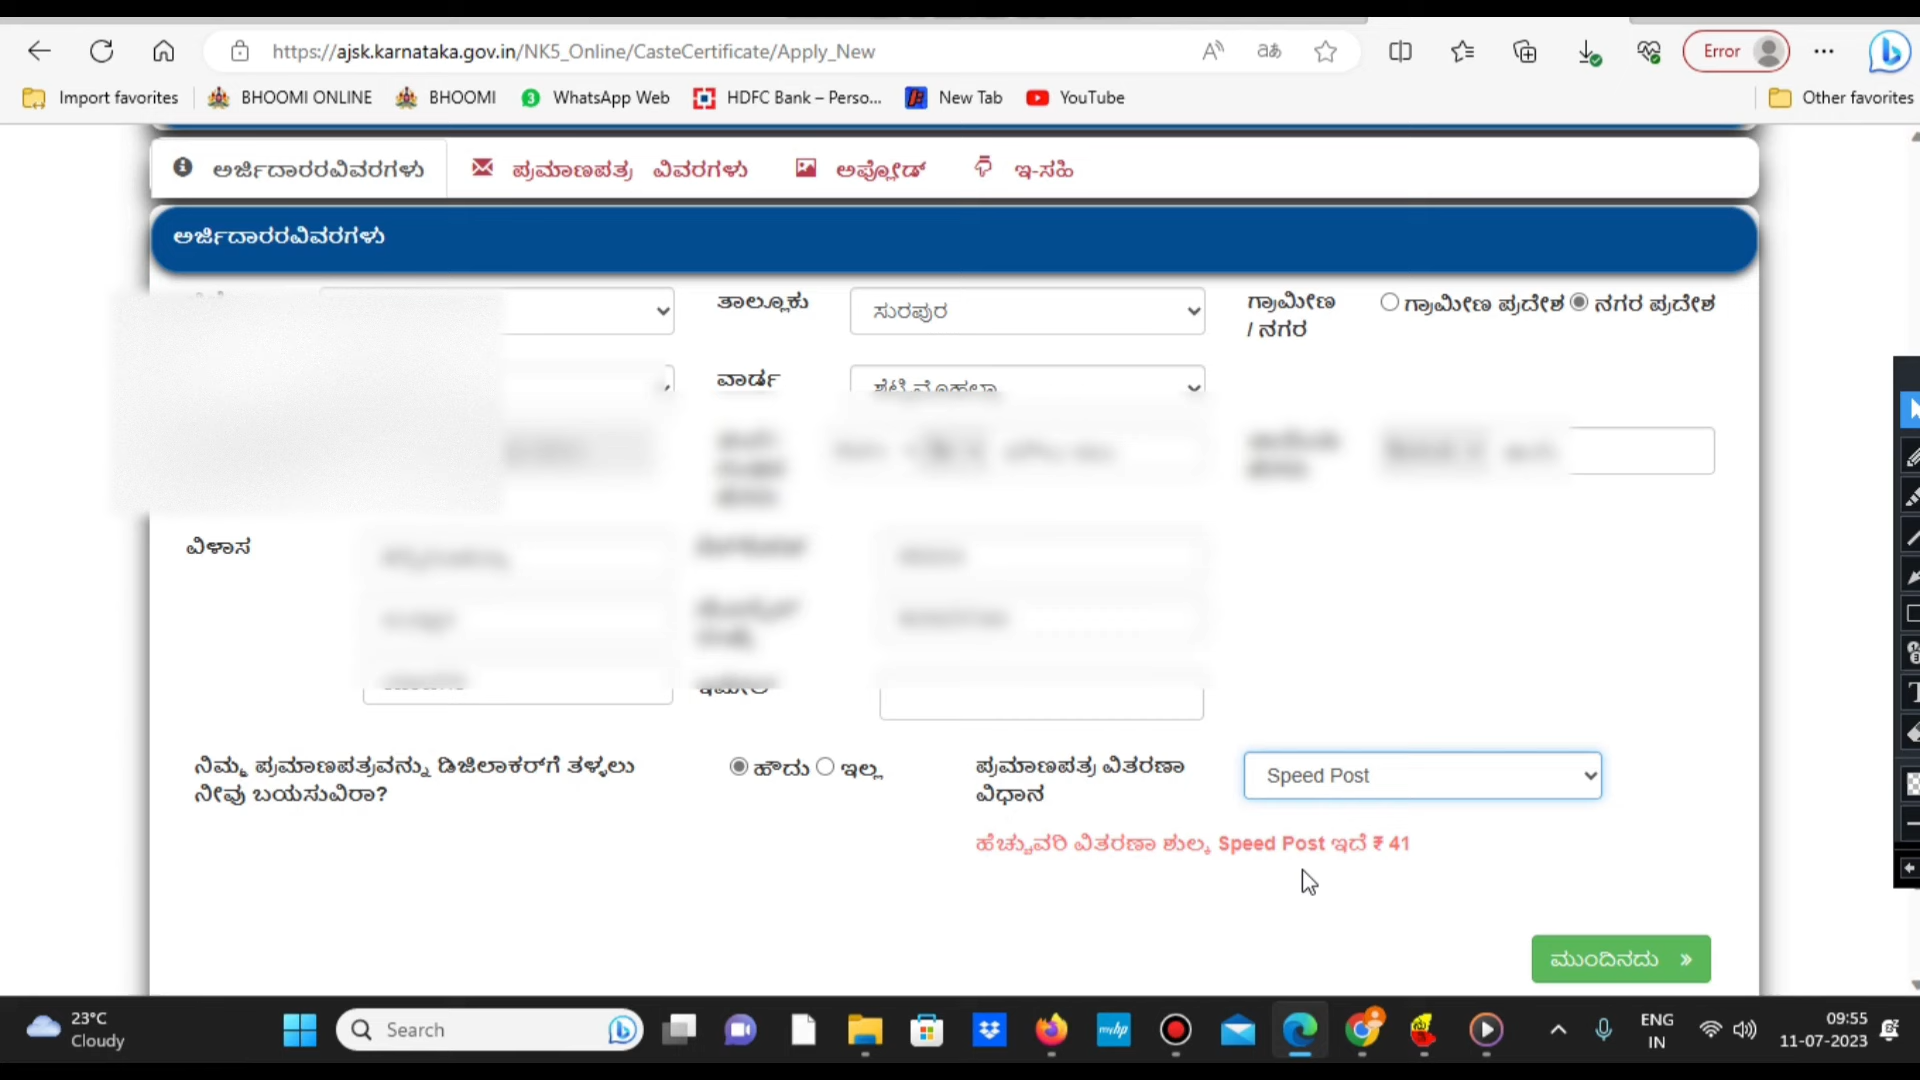 https://ajsk.karnataka.gov.in/NK5_Online/CasteCertificate/Apply_New
Error
Import favorites BHOOMI ONLINE BHOOMI WhatsApp Web HDFC Bank – Perso... New Tab YouTube Other favorites
ಅರ್ಜಿದಾರರವಿವರಗಳು ಪ್ರಮಾಣಪತ್ರ ವಿವರಗಳು ಅಪ್ಲೋಡ್ ಇ-ಸಹಿ
ಅರ್ಜಿದಾರರವಿವರಗಳು
ತಾಲ್ಲೂಕು ಸುರಪುರ ಗ್ರಾಮೀಣ / ನಗರ ಗ್ರಾಮೀಣ ಪ್ರದೇಶ ನಗರ ಪ್ರದೇಶ
ವಾರ್ಡ
ವಿಳಾಸ
ನಿಮ್ಮ ಪ್ರಮಾಣಪತ್ರವನ್ನು ಡಿಜಿಲಾಕರ್‌ಗೆ ತಳ್ಳಲು
ನೀವು ಬಯಸುವಿರಾ?
ಹೌದು ಇಲ್ಲ
ಪ್ರಮಾಣಪತ್ರ ವಿತರಣಾ
ವಿಧಾನ
Speed Post
ಹೆಚ್ಚುವರಿ ವಿತರಣಾ ಶುಲ್ಕ Speed Post ಇದೆ ₹ 41
ಮುಂದಿನದು »
23°C
Cloudy
Search
myhp
ENG
IN
09:55
11-07-2023